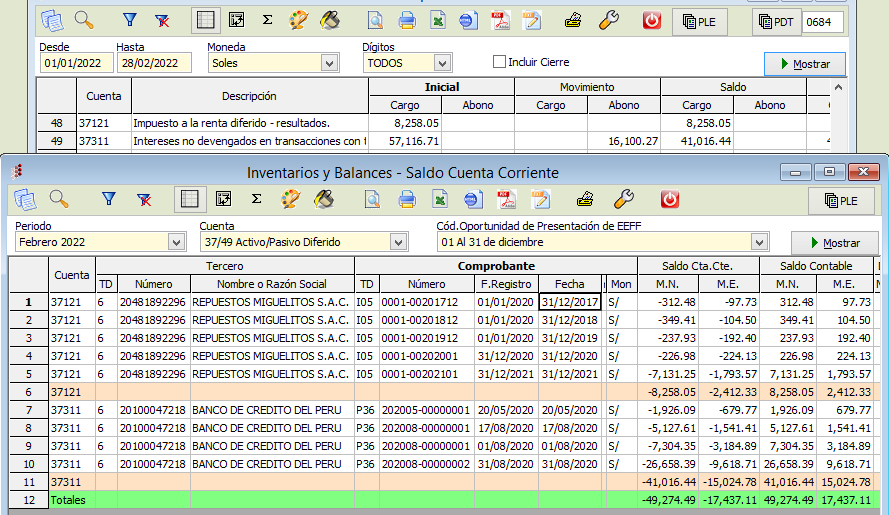 PLE
PDT
0684
Desde
Hasta
Moneda
Dígitos
01/01/2022
28/02/2022
Soles
TODOS
Incluir Cierre
Mostrar
Cuenta Descripción Inicial Movimiento Saldo
Cargo Abono Cargo Abono Cargo Abono
48 37121 Impuesto a la renta diferido - resultados. 8,258.05 8,258.05
49 37311 Intereses no devengados en transacciones con 57,116.71 16,100.27 41,016.44
Inventarios y Balances - Saldo Cuenta Corriente
PLE
Periodo
Cuenta
Cód.Oportunidad de Presentación de EEFF
Febrero 2022
37/49 Activo/Pasivo Diferido
01 Al 31 de diciembre
Mostrar
Cuenta Tercero Comprobante Saldo Cta.Cte. Saldo Contable
TD Número Nombre o Razón Social TD Número F.Registro Fecha Mon M.N. M.E. M.N. M.E.
1 37121 6 20481892296 REPUESTOS MIGUELITOS S.A.C. I05 0001-00201712 01/01/2020 31/12/2017 S/ -312.48 -97.73 312.48 97.73
2 37121 6 20481892296 REPUESTOS MIGUELITOS S.A.C. I05 0001-00201812 01/01/2020 31/12/2018 S/ -349.41 -104.50 349.41 104.50
3 37121 6 20481892296 REPUESTOS MIGUELITOS S.A.C. I05 0001-00201912 01/01/2020 31/12/2019 S/ -237.93 -192.40 237.93 192.40
4 37121 6 20481892296 REPUESTOS MIGUELITOS S.A.C. I05 0001-00202001 31/12/2020 31/12/2020 S/ -226.98 -224.13 226.98 224.13
5 37121 6 20481892296 REPUESTOS MIGUELITOS S.A.C. I05 0001-00202101 31/12/2021 31/12/2021 S/ -7,131.25 -1,793.57 7,131.25 1,793.57
6 37121 -8,258.05 -2,412.33 8,258.05 2,412.33
7 37311 6 20100047218 BANCO DE CREDITO DEL PERU P36 202005-00000001 20/05/2020 20/05/2020 S/ -1,926.09 -679.77 1,926.09 679.77
8 37311 6 20100047218 BANCO DE CREDITO DEL PERU P36 202008-00000001 17/08/2020 17/08/2020 S/ -5,127.61 -1,541.41 5,127.61 1,541.41
9 37311 6 20100047218 BANCO DE CREDITO DEL PERU P36 202008-00000001 01/08/2020 01/08/2020 S/ -7,304.35 -3,184.89 7,304.35 3,184.89
10 37311 6 20100047218 BANCO DE CREDITO DEL PERU P36 202008-00000002 31/08/2020 31/08/2020 S/ -26,658.39 -9,618.71 26,658.39 9,618.71
11 37311 -41,016.44 -15,024.78 41,016.44 15,024.78
12 Totales -49,274.49 -17,437.11 49,274.49 17,437.11